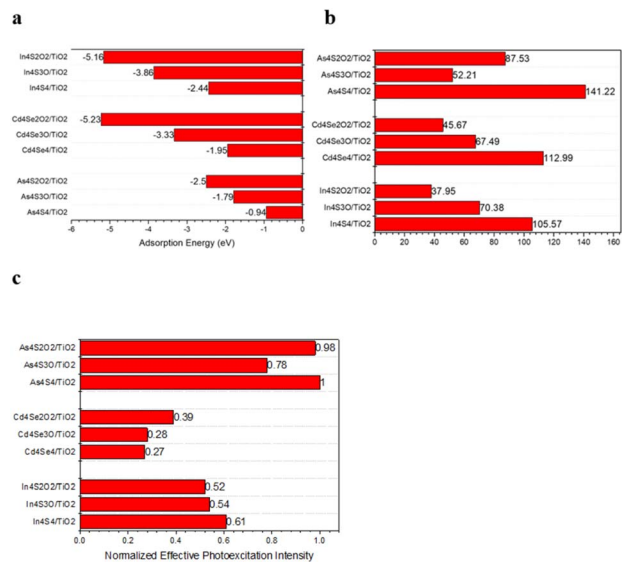 a
In4S2O2/TiO2
-5.16
In4S3O/TiO2
-3.86
In4S4/TiO2
-2.44
Cd4Se2O2/TiO2
-5.23
Cd4Se3O/TiO2
-3.33
Cd4Se4/TiO2
-1.95
As4S2O2/TiO2
-2.5
As4S3O/TiO2
-1.79
As4S4/TiO2
-0.94
-6 -5 -4 -3 -2 -1 0
Adsorption Energy (eV)
b
As4S2O2/TiO2
87.53
As4S3O/TiO2
52.21
As4S4/TiO2
141.22
Cd4Se2O2/TiO2
45.67
Cd4Se3O/TiO2
67.49
Cd4Se4/TiO2
112.99
In4S2O2/TiO2
37.95
In4S3O/TiO2
70.38
In4S4/TiO2
105.57
0 20 40 60 80 100 120 140 160
c
As4S2O2/TiO2
0.98
As4S3O/TiO2
0.78
As4S4/TiO2
1
Cd4Se2O2/TiO2
0.39
Cd4Se3O/TiO2
0.28
Cd4Se4/TiO2
0.27
In4S2O2/TiO2
0.52
In4S3O/TiO2
0.54
In4S4/TiO2
0.61
0.0 0.2 0.4 0.6 0.8 1.0
Normalized Effective Photoexcitation Intensity